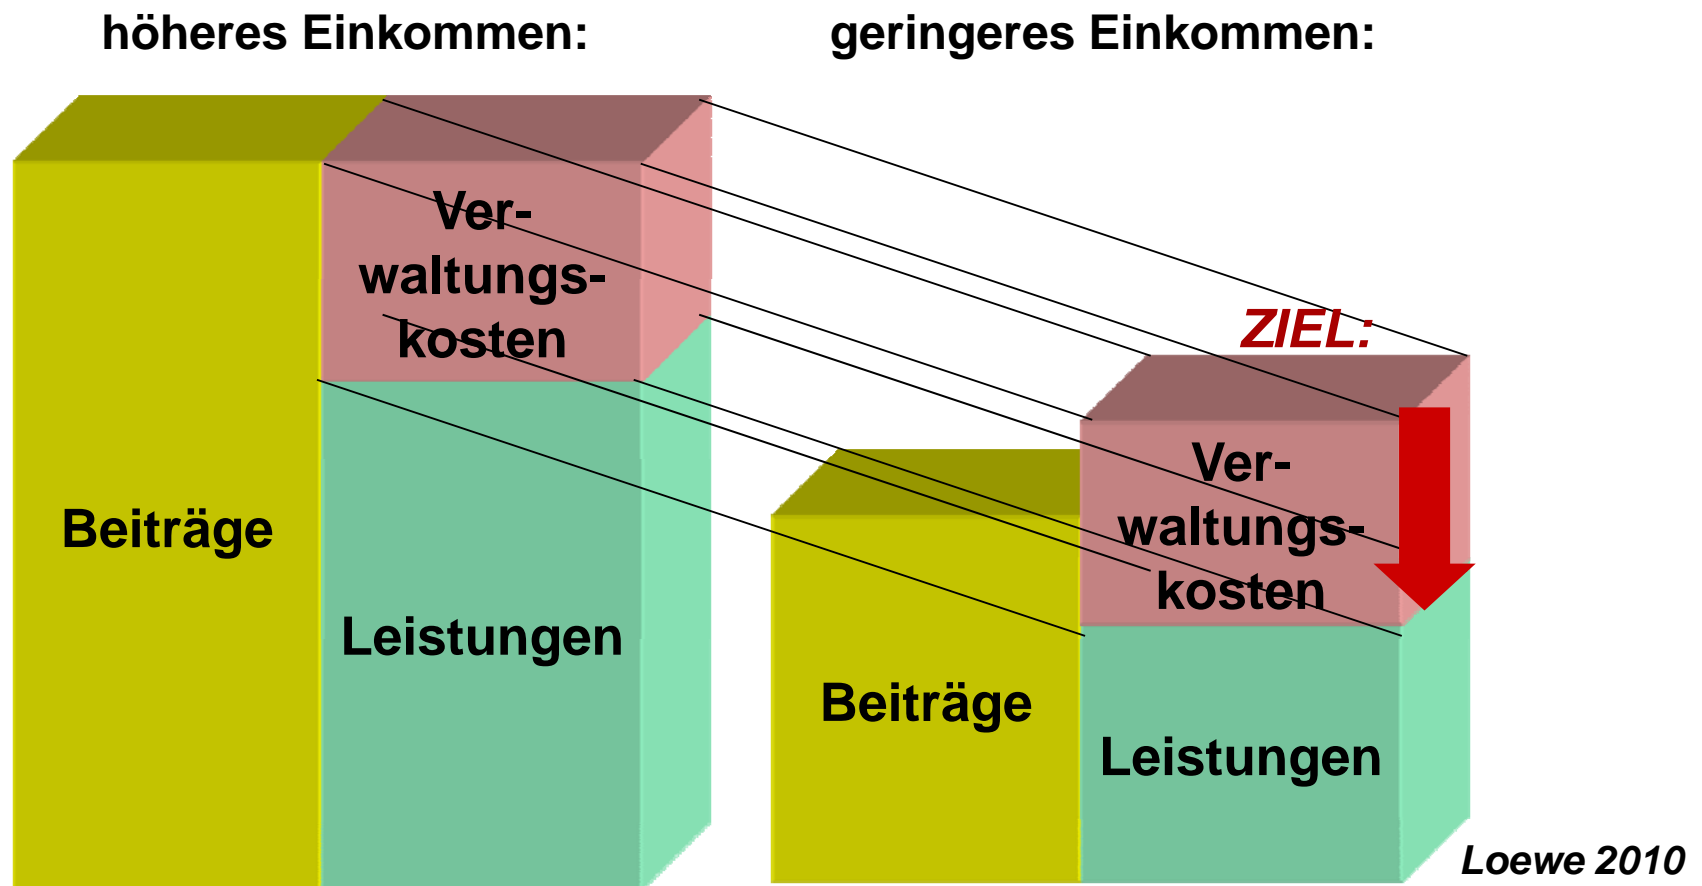 höheres Einkommen:
geringeres Einkommen:
Ver-
waltungs-
kosten
Beiträge
Leistungen
ZIEL:
Ver-
waltungs-
kosten
Beiträge
Leistungen
Loewe 2010